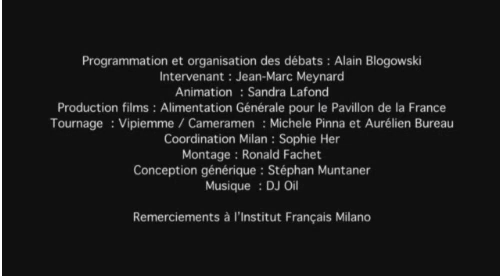 Programmation et organisation des débats : Alain Blogowski
Intervenant : Jean-Marc Meynard
Animation  : Sandra Lafond
Production films : Alimentation Générale pour le Pavillon de la France
Tournage  : Vipiemme / Cameramen  : Michele Pinna et Aurélien Bureau
Coordination Milan : Sophie Her
Montage : Ronald Fachet
Conception générique : Stéphan Muntaner
Musique  : DJ Oil
Remerciements à l'Institut Français Milano